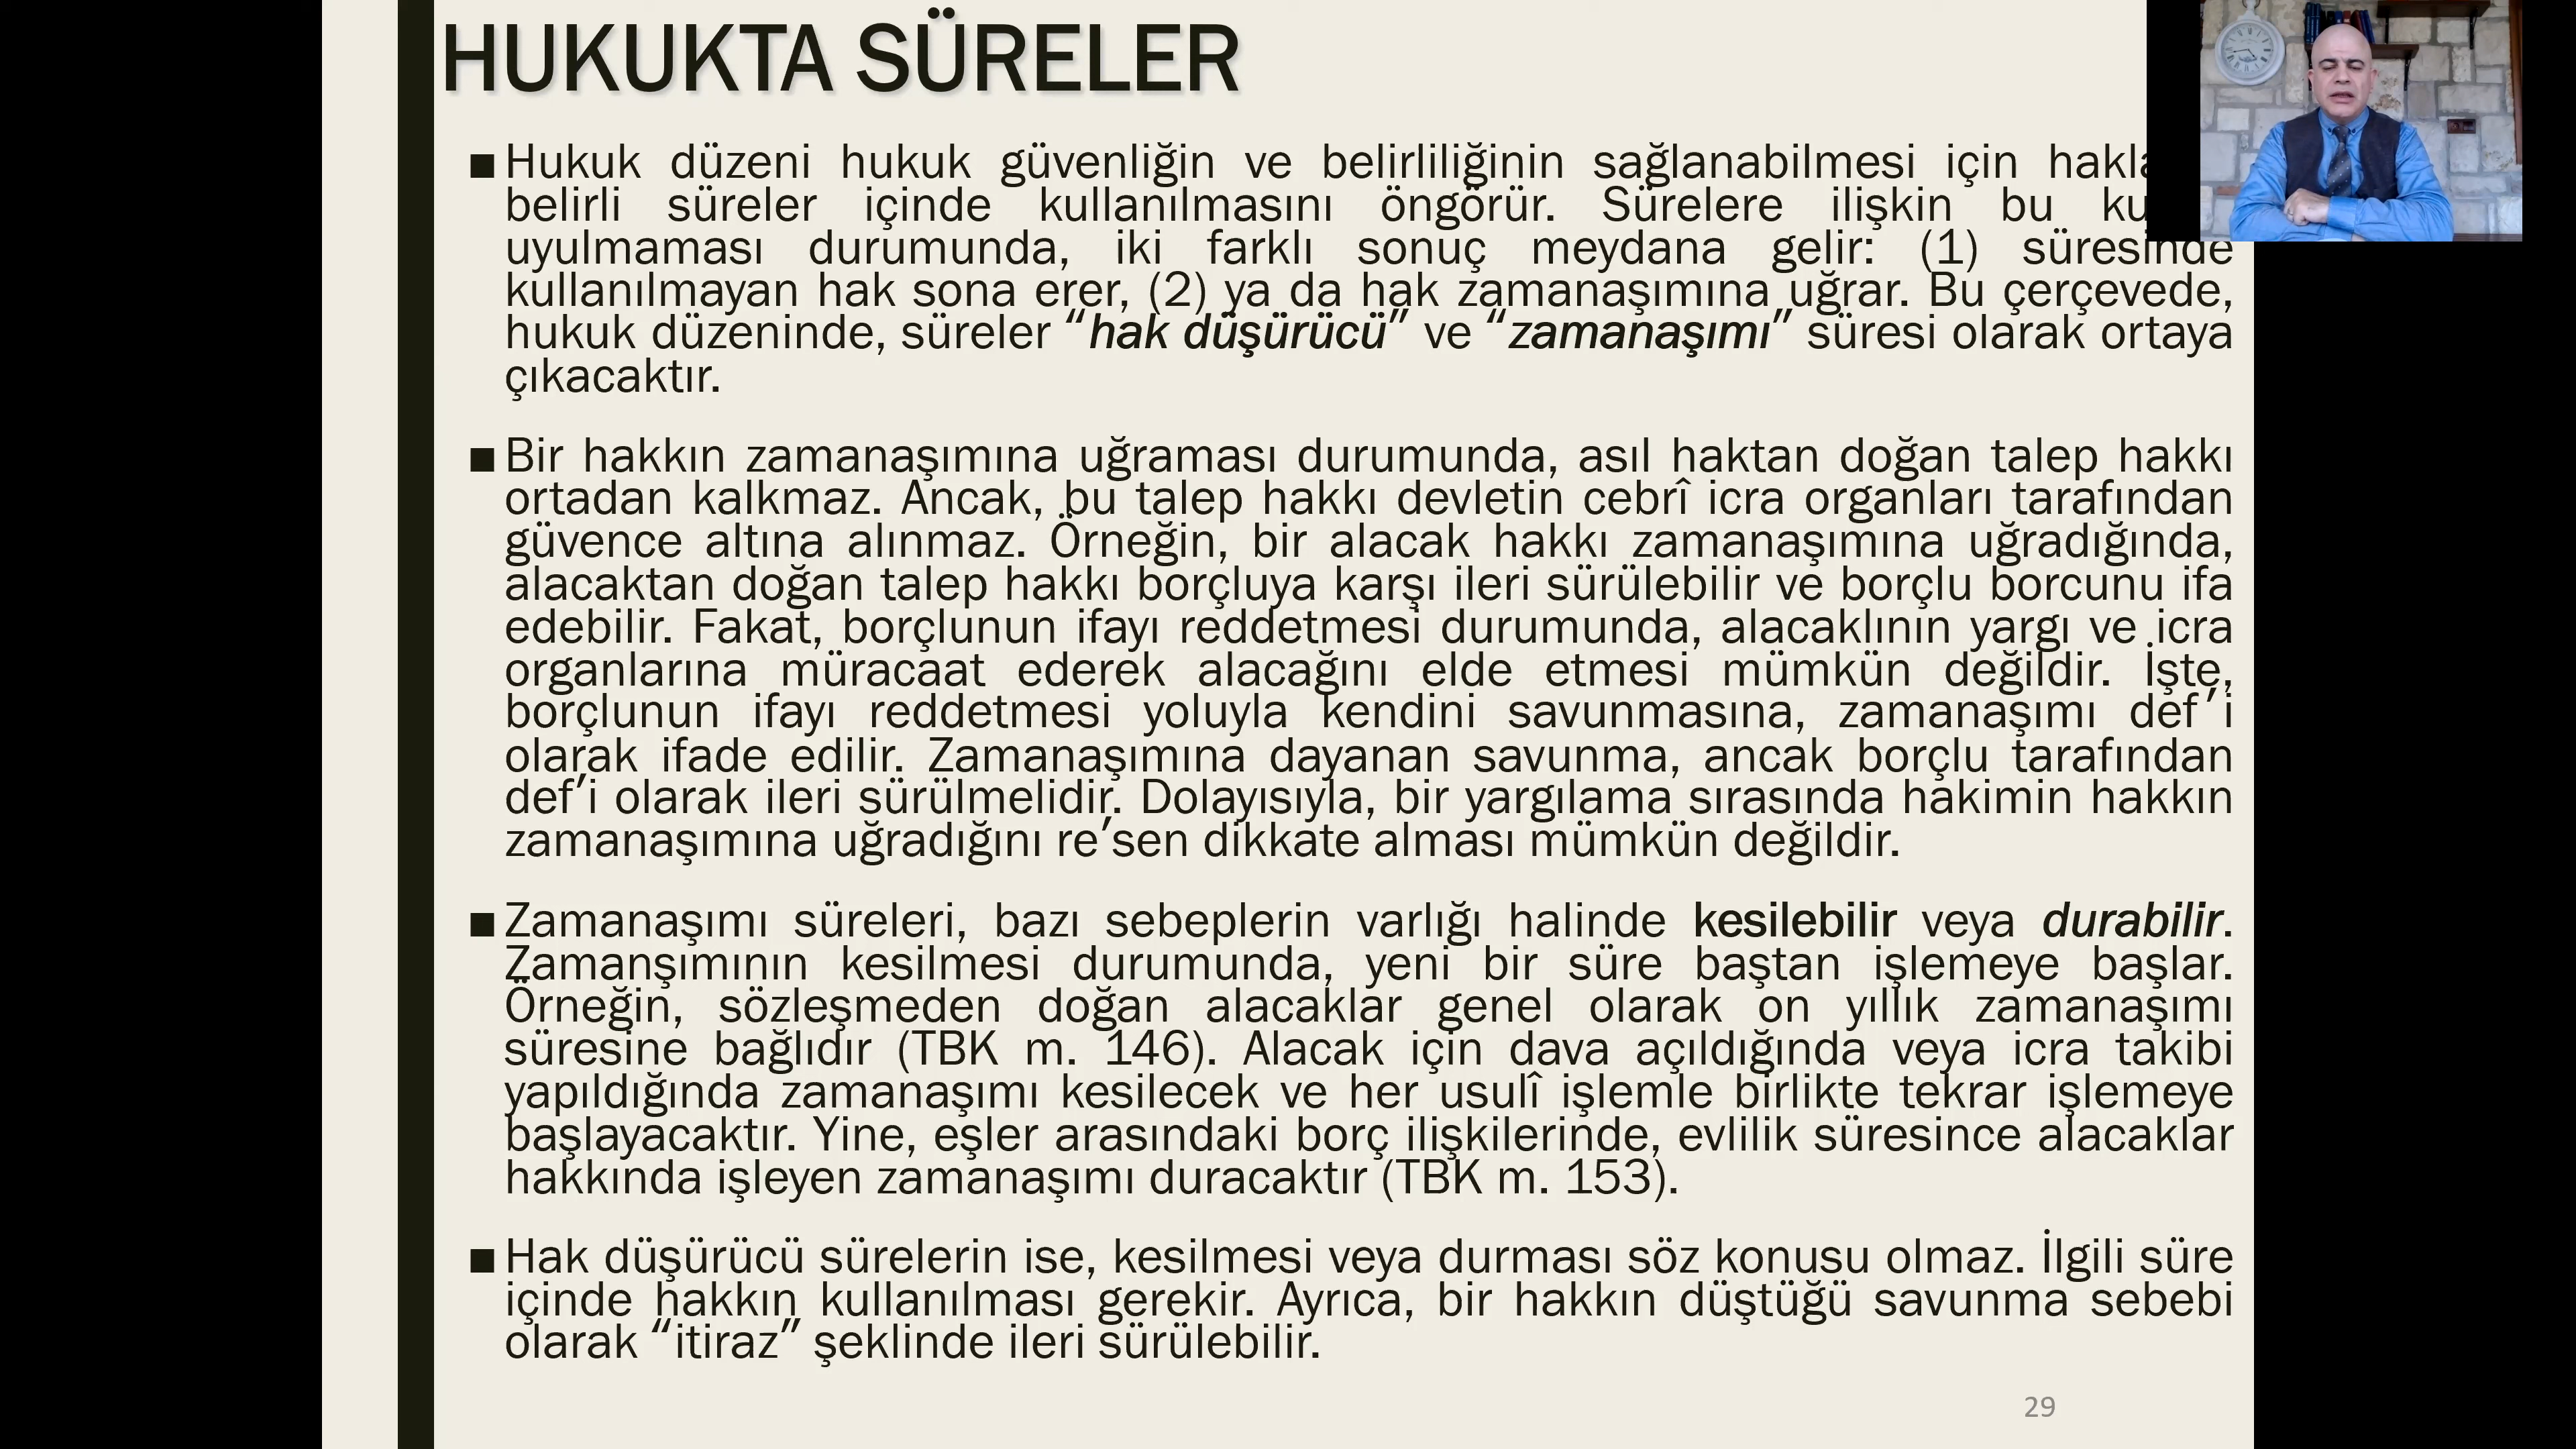 HUKUKTA SÜRELER
■ Hukuk düzeni hukuk güvenliğin ve belirliliğinin sağlanabilmesi için
belirli süreler içinde kullanılmasını öngörür. Sürelere ilişkin bu
uyulmaması durumunda, iki farklı sonuç meydana gelir: (1) süresinde
kullanılmayan hak sona erer, (2) ya da hak zamanaşımına uğrar. Bu çerçevede,
hukuk düzeninde, süreler “hak düşürücü” ve “zamanaşımı” süresi olarak ortaya
çıkacaktır.
■ Bir hakkın zamanaşımına uğraması durumunda, asıl haktan doğan talep hakkı
ortadan kalkmaz. Ancak, bu talep hakkı devletin cebrî icra organları tarafından
güvence altına alınmaz. Örneğin, bir alacak hakkı zamanaşımına uğradığında,
alacaktan doğan talep hakkı borçluya karşı ileri sürülebilir ve borçlu borcunu ifa
edebilir. Fakat, borçlunun ifayı reddetmesi durumunda, alacaklının yargı ve icra
organlarına müracaat ederek alacağını elde etmesi mümkün değildir. İşte,
borçlunun ifayı reddetmesi yoluyla kendini savunmasına, zamanaşımı def’i
olarak ifade edilir. Zamanaşımına dayanan savunma, ancak borçlu tarafından
def’i olarak ileri sürülmelidir. Dolayısıyla, bir yargılama sırasında hakimin hakkın
zamanaşımına uğradığını re’sen dikkate alması mümkün değildir.
■ Zamanaşımı süreleri, bazı sebeplerin varlığı halinde kesilebilir veya durabilir.
Zamanşımının kesilmesi durumunda, yeni bir süre baştan işlemeye başlar.
Örneğin, sözleşmeden doğan alacaklar genel olarak on yıllık zamanaşımı
süresine bağlıdır (TBK m. 146). Alacak için dava açıldığında veya icra takibi
yapıldığında zamanaşımı kesilecek ve her usulî işlemle birlikte tekrar işlemeye
başlayacaktır. Yine, eşler arasındaki borç ilişkilerinde, evlilik süresince alacaklar
hakkında işleyen zamanaşımı duracaktır (TBK m. 153).
■ Hak düşürücü sürelerin ise, kesilmesi veya durması söz konusu olmaz. İlgili süre
içinde hakkın kullanılması gerekir. Ayrıca, bir hakkın düştüğü savunma sebebi
olarak “itiraz” şeklinde ileri sürülebilir.
29